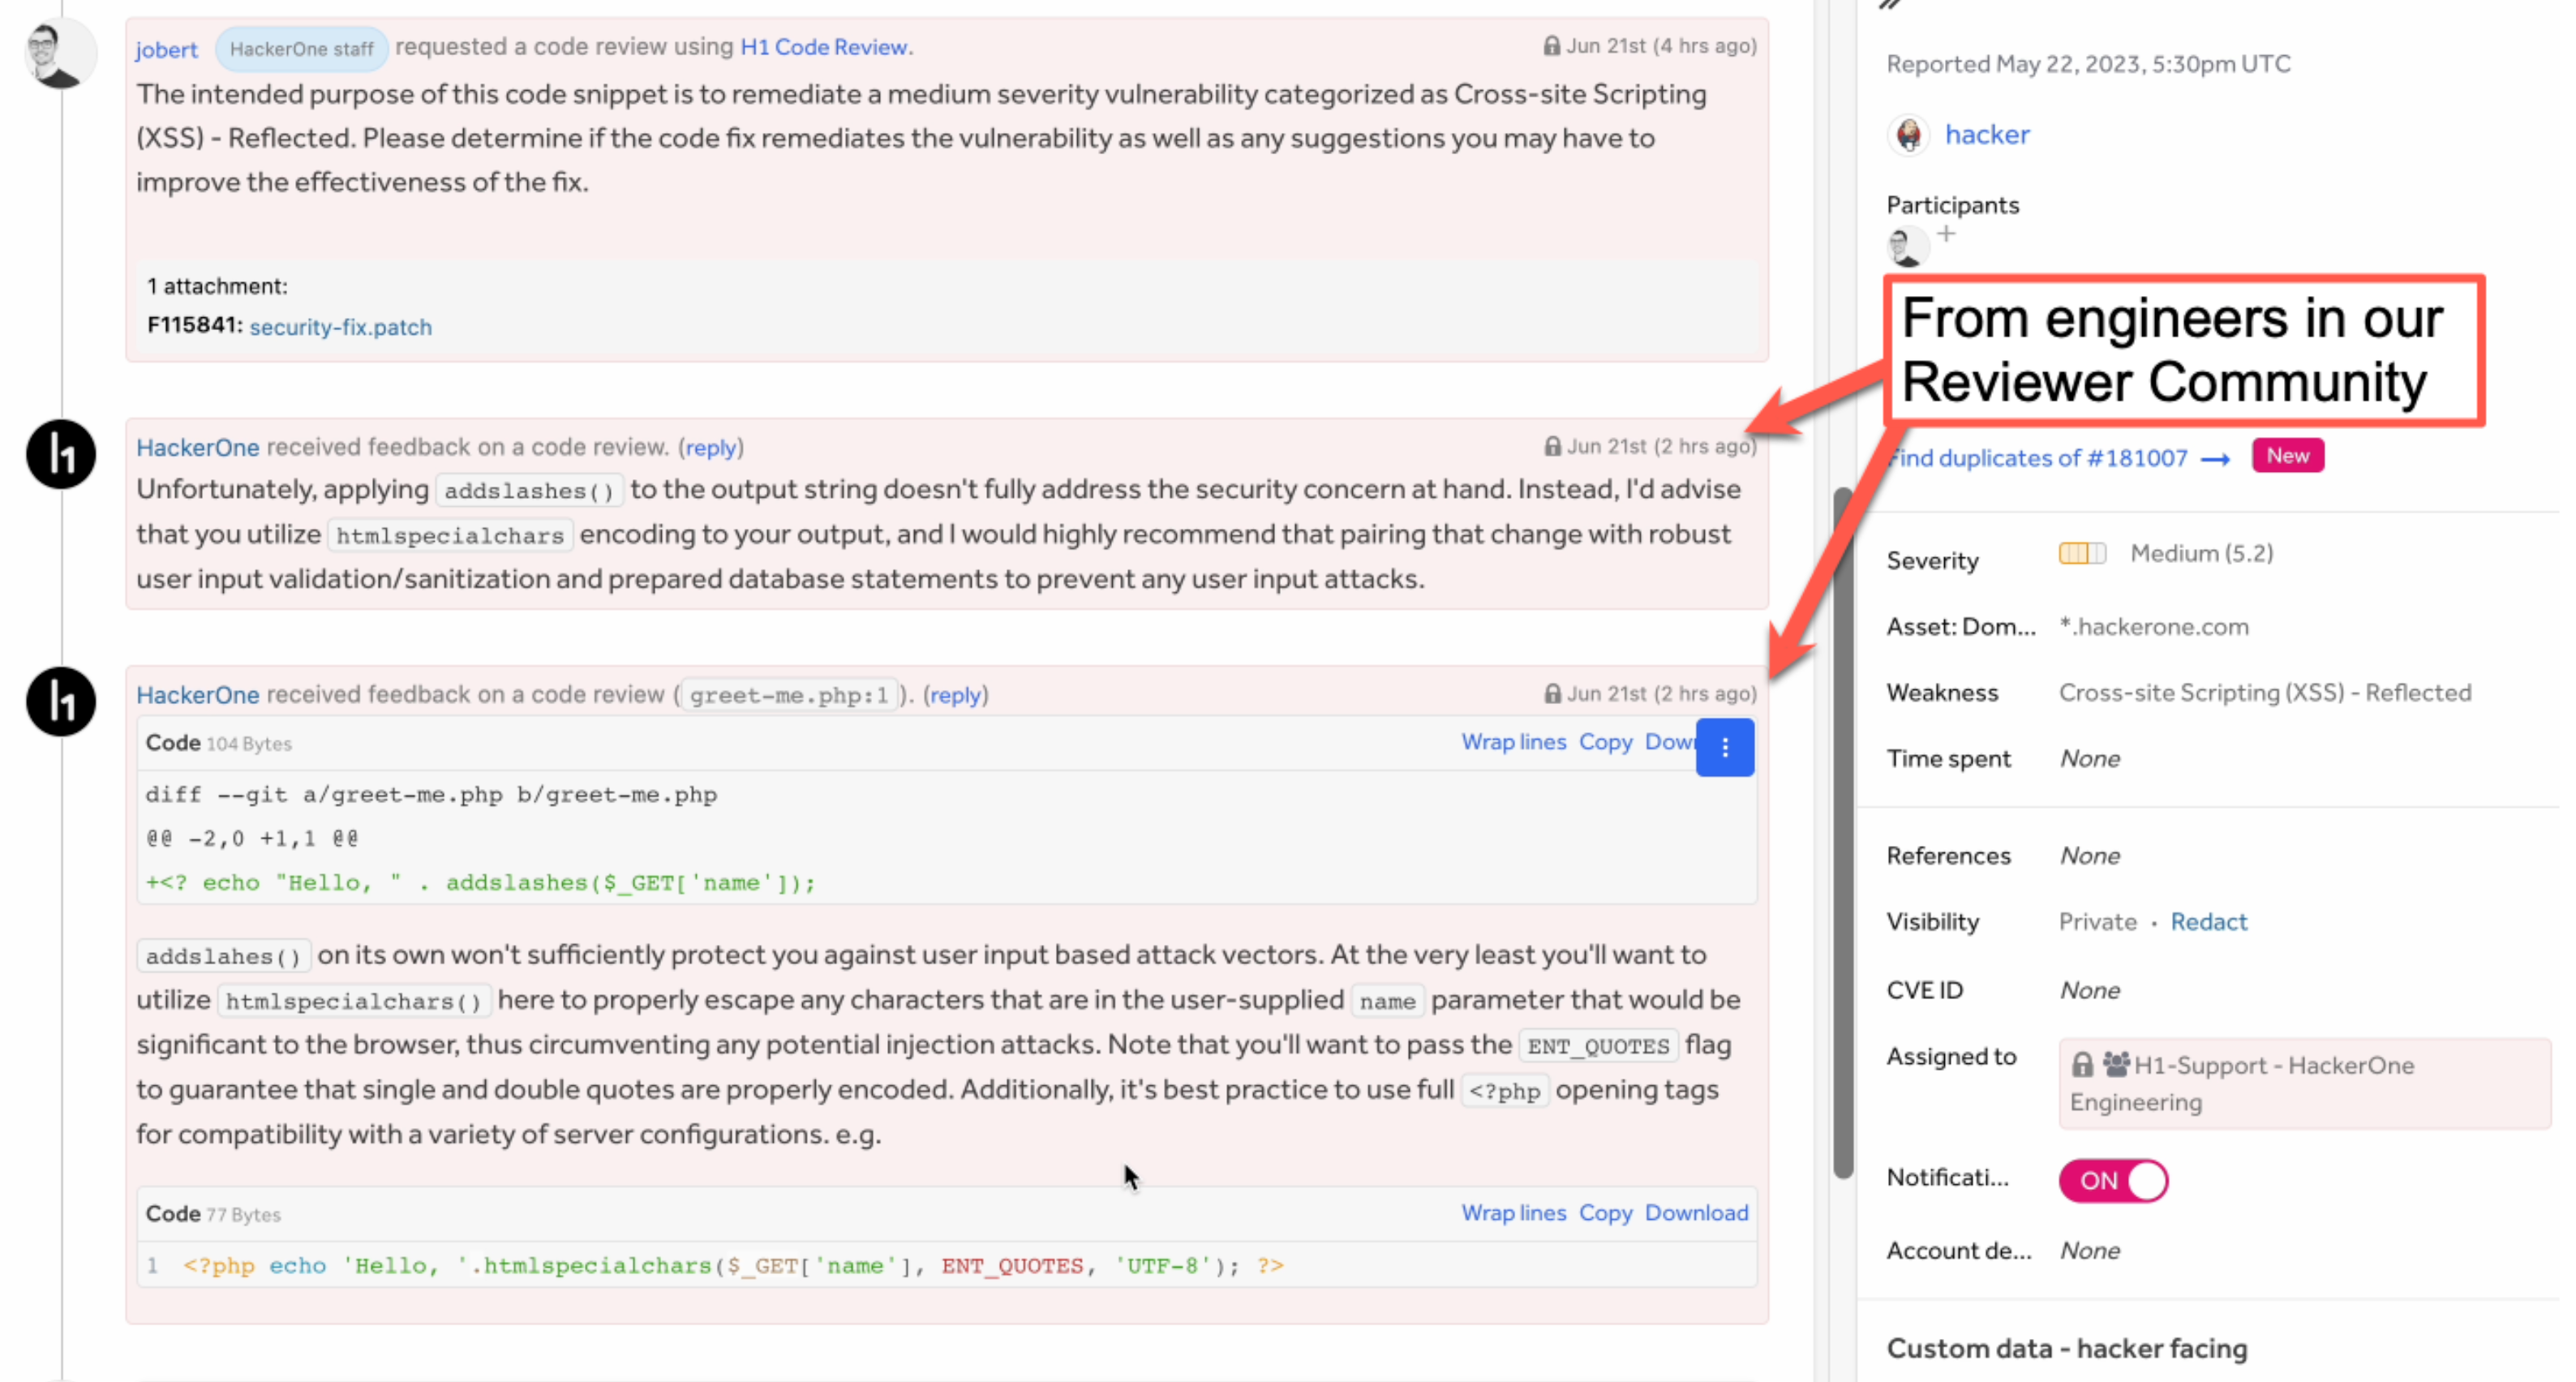 jobert HackerOne staff requested a code review using H1 Code Review. Jun 21st (4 hrs ago)
The intended purpose of this code snippet is to remediate a medium severity vulnerability categorized as Cross-site Scripting
(XSS) - Reflected. Please determine if the code fix remediates the vulnerability as well as any suggestions you may have to
improve the effectiveness of the fix.
1 attachment:
F115841: security-fix.patch
h1
HackerOne received feedback on a code review. (reply) Jun 21st (2 hrs ago)
Unfortunately, applying addslashes() to the output string doesn't fully address the security concern at hand. Instead, I'd advise
that you utilize htmlspecialchars encoding to your output, and I would highly recommend that pairing that change with robust
user input validation/sanitization and prepared database statements to prevent any user input attacks.
h1
HackerOne received feedback on a code review (greet-me.php:1). (reply) Jun 21st (2 hrs ago)
Code 104 Bytes Wrap lines Copy Down
diff --git a/greet-me.php b/greet-me.php
@@ -2,0 +1,1 @@
+<? echo "Hello, " . addslashes($_GET['name']);
addslahes() on its own won't sufficiently protect you against user input based attack vectors. At the very least you'll want to
utilize htmlspecialchars() here to properly escape any characters that are in the user-supplied name parameter that would be
significant to the browser, thus circumventing any potential injection attacks. Note that you'll want to pass the ENT_QUOTES flag
to guarantee that single and double quotes are properly encoded. Additionally, it's best practice to use full <?php opening tags
for compatibility with a variety of server configurations. e.g.
Code 77 Bytes Wrap lines Copy Download
1 <?php echo 'Hello, '.htmlspecialchars($_GET['name'], ENT_QUOTES, 'UTF-8'); ?>
Reported May 22, 2023, 5:30pm UTC
hacker
Participants
+
From engineers in our
Reviewer Community
Find duplicates of #181007 → New
Severity Medium (5.2)
Asset: Dom... *.hackerone.com
Weakness Cross-site Scripting (XSS) - Reflected
Time spent None
References None
Visibility Private · Redact
CVE ID None
Assigned to H1-Support - HackerOne
Engineering
Notificati... ON
Account de... None
Custom data - hacker facing